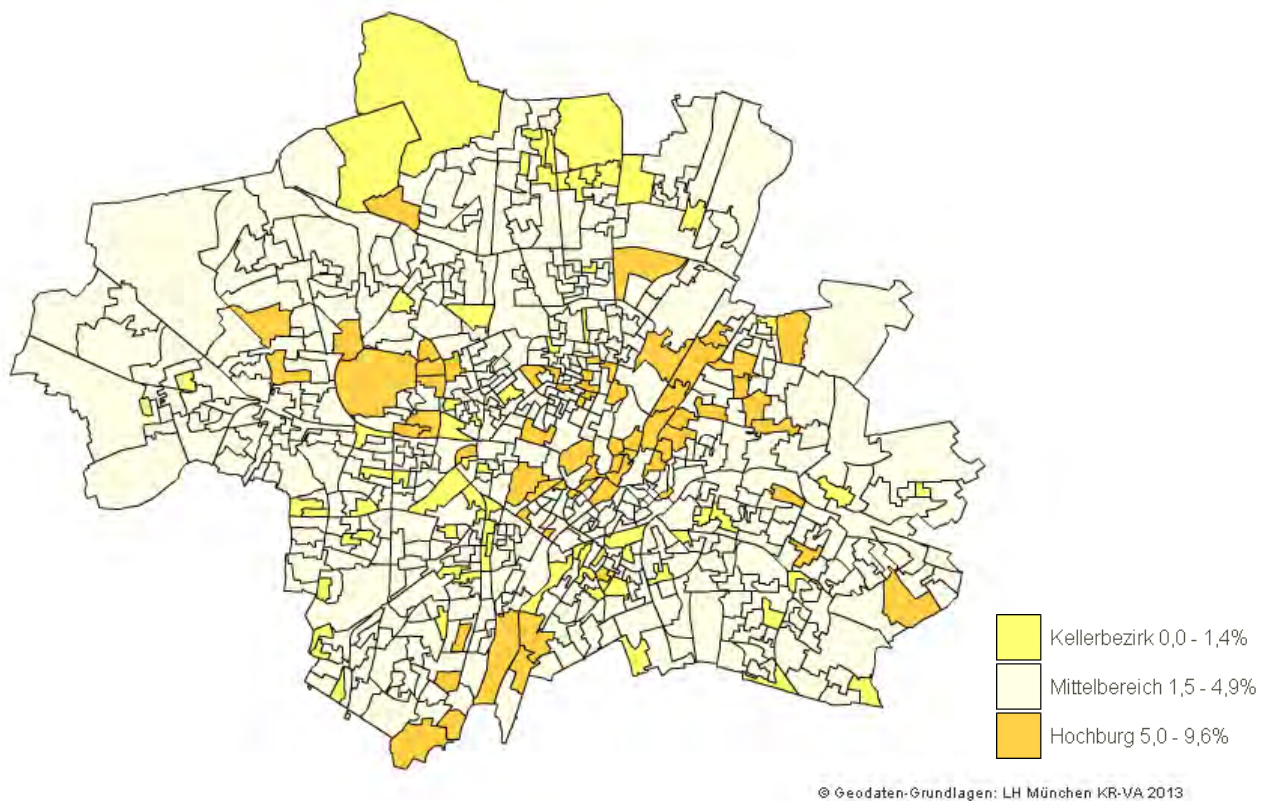 Kellerbezirk 0,0 - 1,4%
Mittelbereich 1,5 - 4,9%
Hochburg 5,0 - 9,6%
© Geodaten-Grundlagen: LH München KR-VA 2013